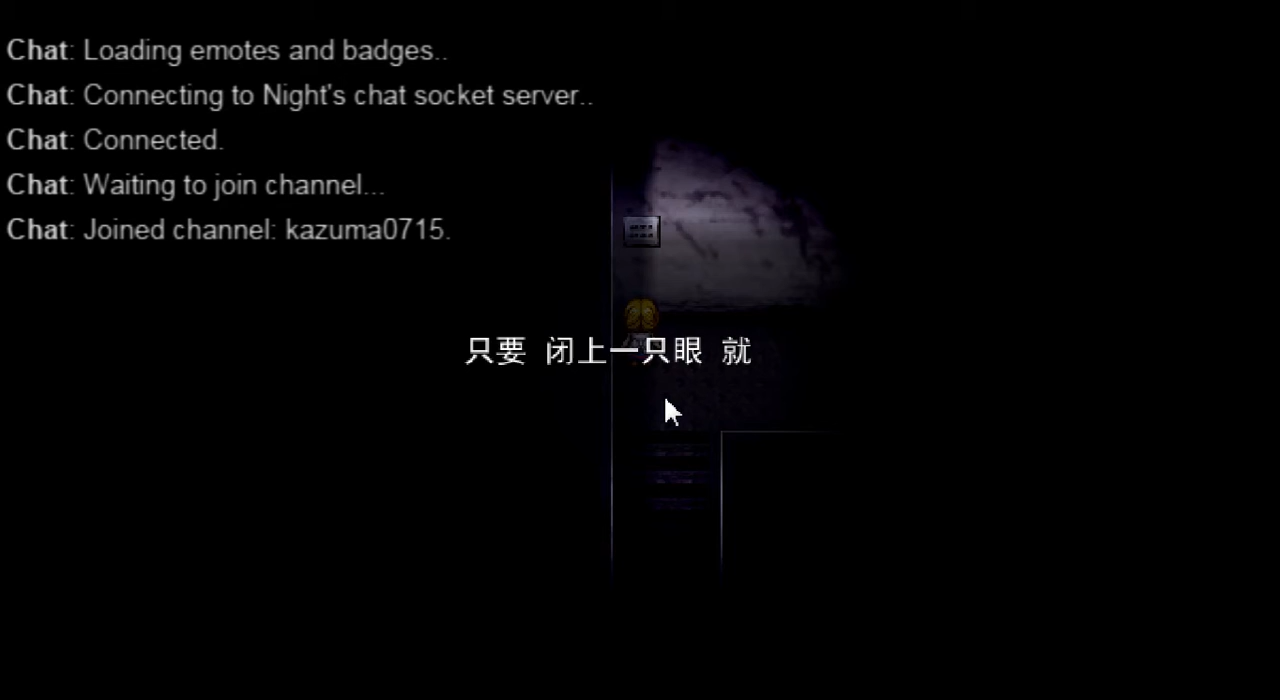 Chat: Loading emotes and badges..
Chat: Connecting to Night's chat socket server..
Chat: Connected.
Chat: Waiting to join channel...
Chat: Joined channel: kazuma0715.
只要 闭上一只眼 就